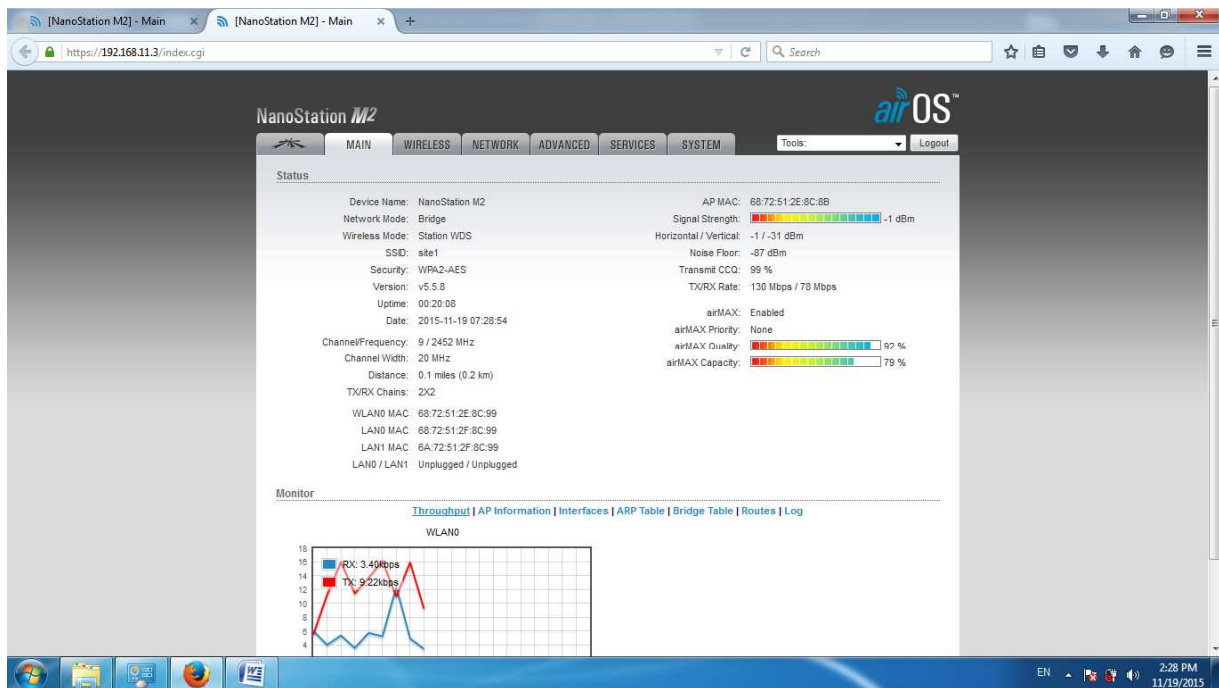 [NanoStation M2] - Main × [NanoStation M2] - Main × +
https://192.168.11.3/index.cgi Search
NanoStation M2 airOS™
MAIN WIRELESS NETWORK ADVANCED SERVICES SYSTEM Tools: Logout
Status
Device Name: NanoStation M2
Network Mode: Bridge
Wireless Mode: Station WDS
SSID: site1
Security: WPA2-AES
Version: v5.5.8
Uptime: 00:20:08
Date: 2015-11-19 07:28:54
Channel/Frequency: 9 / 2452 MHz
Channel Width: 20 MHz
Distance: 0.1 miles (0.2 km)
TX/RX Chains: 2X2
WLAN0 MAC 68:72:51:2E:8C:99
LAN0 MAC 68:72:51:2F:8C:99
LAN1 MAC 6A:72:51:2F:8C:99
LAN0 / LAN1 Unplugged / Unplugged
AP MAC: 68:72:51:2E:8C:8B
Signal Strength: -1 dBm
Horizontal / Vertical: -1 / -31 dBm
Noise Floor: -87 dBm
Transmit CCQ: 99 %
TX/RX Rate: 130 Mbps / 78 Mbps
airMAX: Enabled
airMAX Priority: None
airMAX Quality: 92 %
airMAX Capacity: 79 %
Monitor
Throughput | AP Information | Interfaces | ARP Table | Bridge Table | Routes | Log
WLAN0
18
16
14
12
10
8
6
4
RX: 3.40kbps
TX: 9.22kbps
EN 2:28 PM
11/19/2015